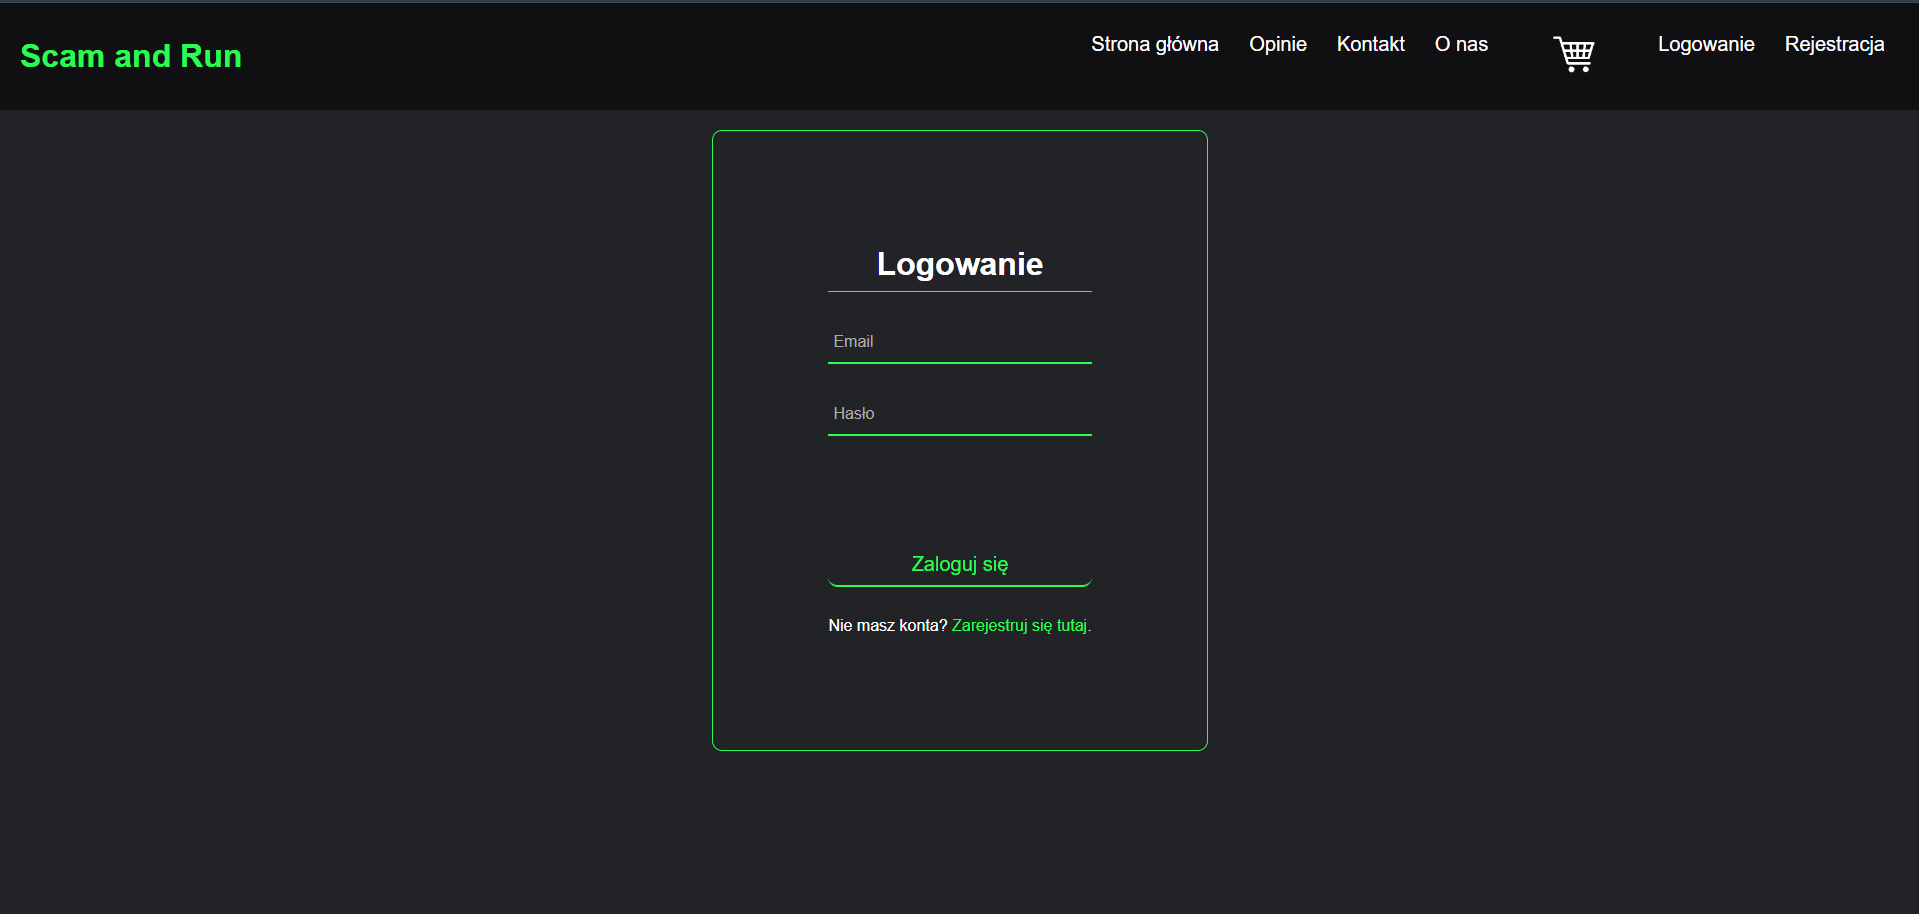 Scam and Run
Strona główna Opinie Kontakt O nas Logowanie Rejestracja
Logowanie
Email
Hasło
Zaloguj się
Nie masz konta? Zarejestruj się tutaj.